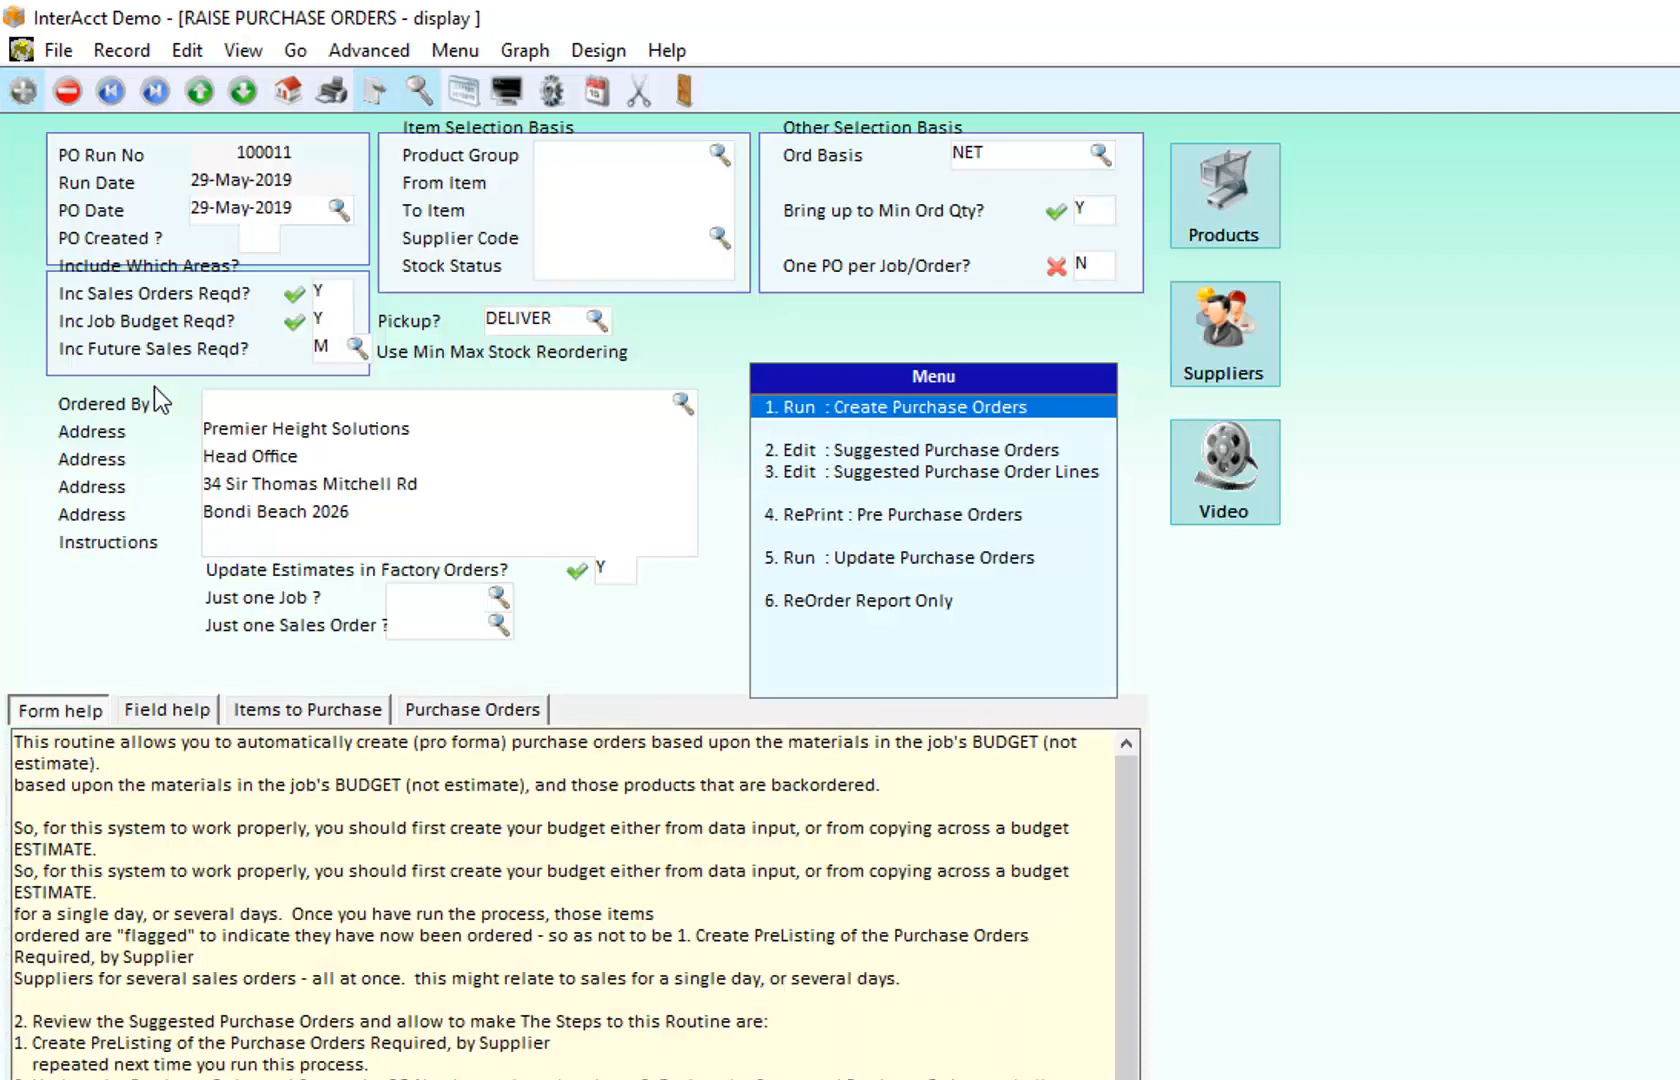 InterAcct Demo - [RAISE PURCHASE ORDERS - display ]
File Record Edit View Go Advanced Menu Graph Design Help
PO Run No 100011
Run Date 29-May-2019
PO Date 29-May-2019
PO Created ?
Include Which Areas?
Inc Sales Orders Reqd? Y
Inc Job Budget Reqd? Y
Inc Future Sales Reqd? M
Item Selection Basis
Product Group
From Item
To Item
Supplier Code
Stock Status
Pickup? DELIVER
Use Min Max Stock Reordering
Other Selection Basis
Ord Basis NET
Bring up to Min Ord Qty? Y
One PO per Job/Order? N
Products
Suppliers
Video
Ordered By
Address Premier Height Solutions
Address Head Office
Address 34 Sir Thomas Mitchell Rd
Address Bondi Beach 2026
Instructions
Update Estimates in Factory Orders? Y
Just one Job ?
Just one Sales Order ?
Menu
1. Run : Create Purchase Orders
2. Edit : Suggested Purchase Orders
3. Edit : Suggested Purchase Order Lines
4. RePrint : Pre Purchase Orders
5. Run : Update Purchase Orders
6. ReOrder Report Only
Form help Field help Items to Purchase Purchase Orders
This routine allows you to automatically create (pro forma) purchase orders based upon the materials in the job's BUDGET (not
estimate).
based upon the materials in the job's BUDGET (not estimate), and those products that are backordered.
So, for this system to work properly, you should first create your budget either from data input, or from copying across a budget
ESTIMATE.
So, for this system to work properly, you should first create your budget either from data input, or from copying across a budget
ESTIMATE.
for a single day, or several days. Once you have run the process, those items
ordered are "flagged" to indicate they have now been ordered - so as not to be 1. Create PreListing of the Purchase Orders
Required, by Supplier
Suppliers for several sales orders - all at once. this might relate to sales for a single day, or several days.
2. Review the Suggested Purchase Orders and allow to make The Steps to this Routine are:
1. Create PreListing of the Purchase Orders Required, by Supplier
repeated next time you run this process.